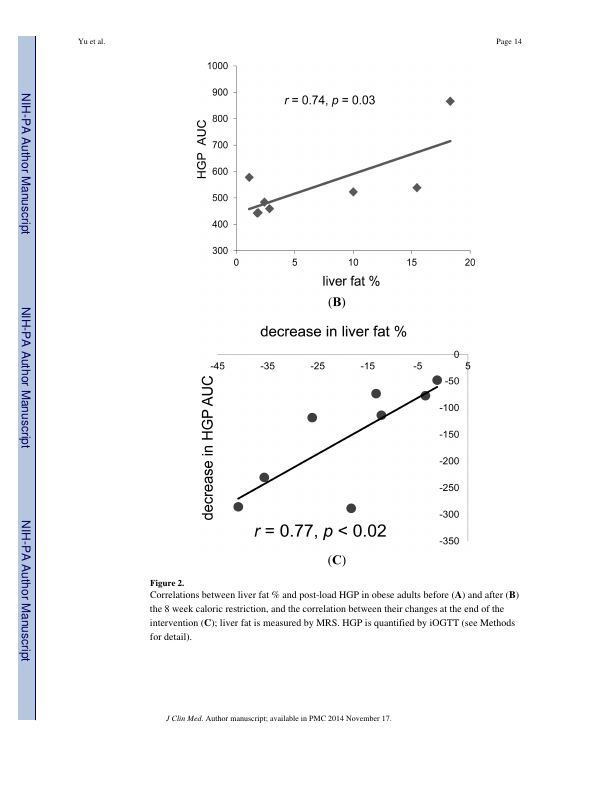 Yu et al.
Page 14
NIH-PA Author Manuscript
NIH-PA Author Manuscript
NIH-PA Author Manuscript
1000
900
800
700
600
500
400
300
HGP AUC
r = 0.74, p = 0.03
0 5 10 15 20
liver fat %
(B)
decrease in liver fat %
-45 -35 -25 -15 -5 5
0
-50
-100
-150
-200
-250
-300
-350
decrease in HGP AUC
r = 0.77, p < 0.02
(C)
Figure 2.
Correlations between liver fat % and post-load HGP in obese adults before (A) and after (B)
the 8 week caloric restriction, and the correlation between their changes at the end of the
intervention (C); liver fat is measured by MRS. HGP is quantified by iOGTT (see Methods
for detail).
J Clin Med. Author manuscript; available in PMC 2014 November 17.